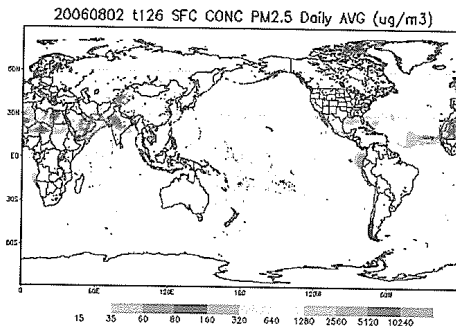 20060802 t126 SFC CONC PM2.5 Daily AVG (ug/m3)
60N
30N
EQ
30S
60S
0 60E 120E 180 120W 60W
15 35 60 80 160 320 640 1280 2560 5120 10240